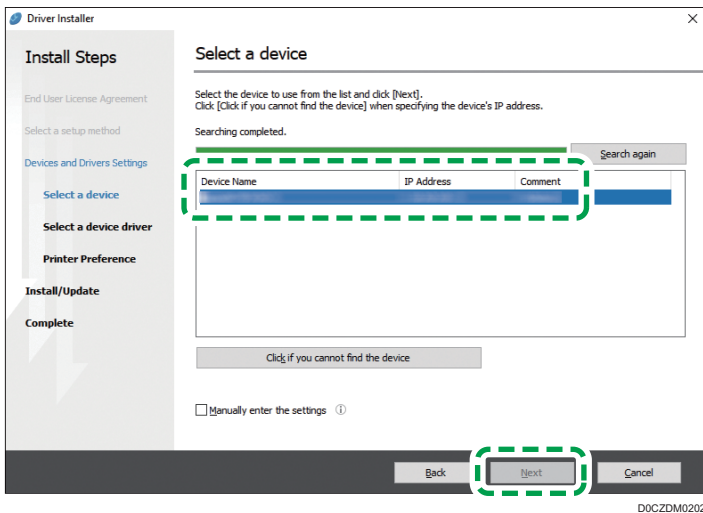 Driver Installer
Install Steps
End User License Agreement
Select a setup method
Devices and Drivers Settings
Select a device
Select a device driver
Printer Preference
Install/Update
Complete
Select a device
Select the device to use from the list and click [Next].
Click [Click if you cannot find the device] when specifying the device's IP address.
Searching completed.
Search again
Device Name IP Address Comment
Click if you cannot find the device
Manually enter the settings
Back Next Cancel
D0CZDM0202